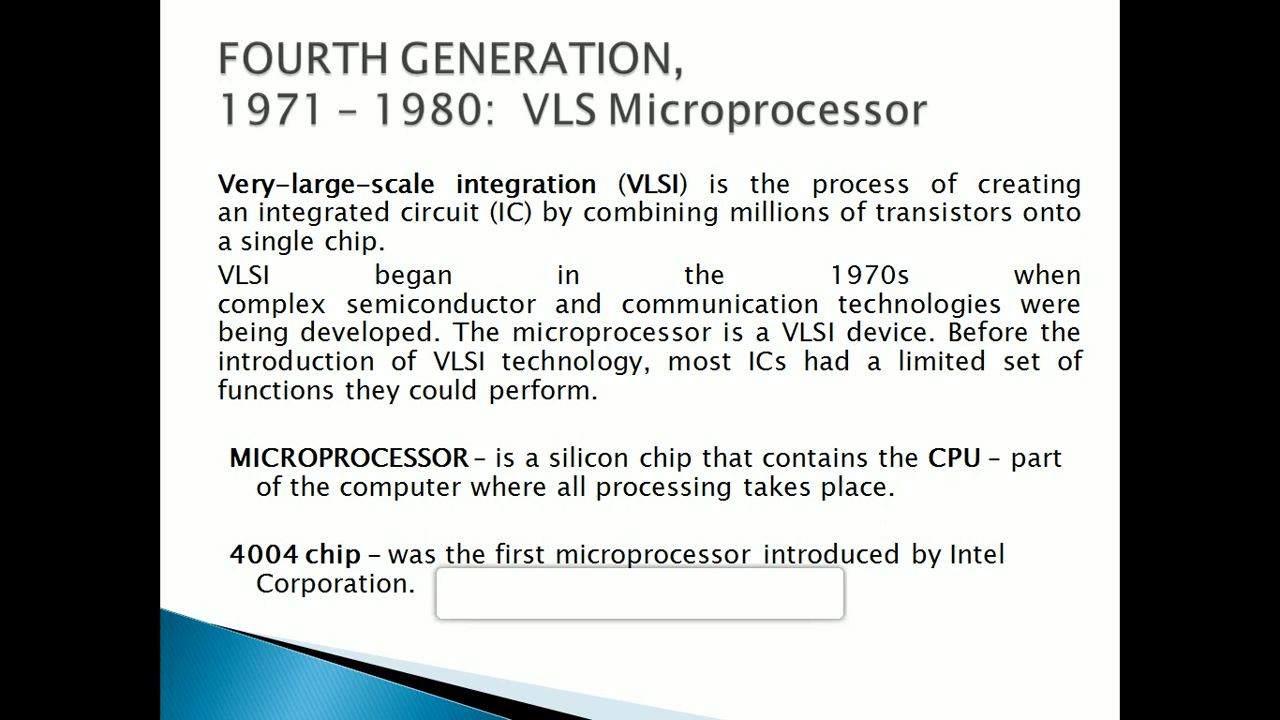 FOURTH GENERATION,
1971 – 1980: VLS Microprocessor
Very-large-scale integration (VLSI) is the process of creating
an integrated circuit (IC) by combining millions of transistors onto
a single chip.
VLSI began in the 1970s when
complex semiconductor and communication technologies were
being developed. The microprocessor is a VLSI device. Before the
introduction of VLSI technology, most ICs had a limited set of
functions they could perform.
MICROPROCESSOR – is a silicon chip that contains the CPU – part
of the computer where all processing takes place.
4004 chip – was the first microprocessor introduced by Intel
Corporation.